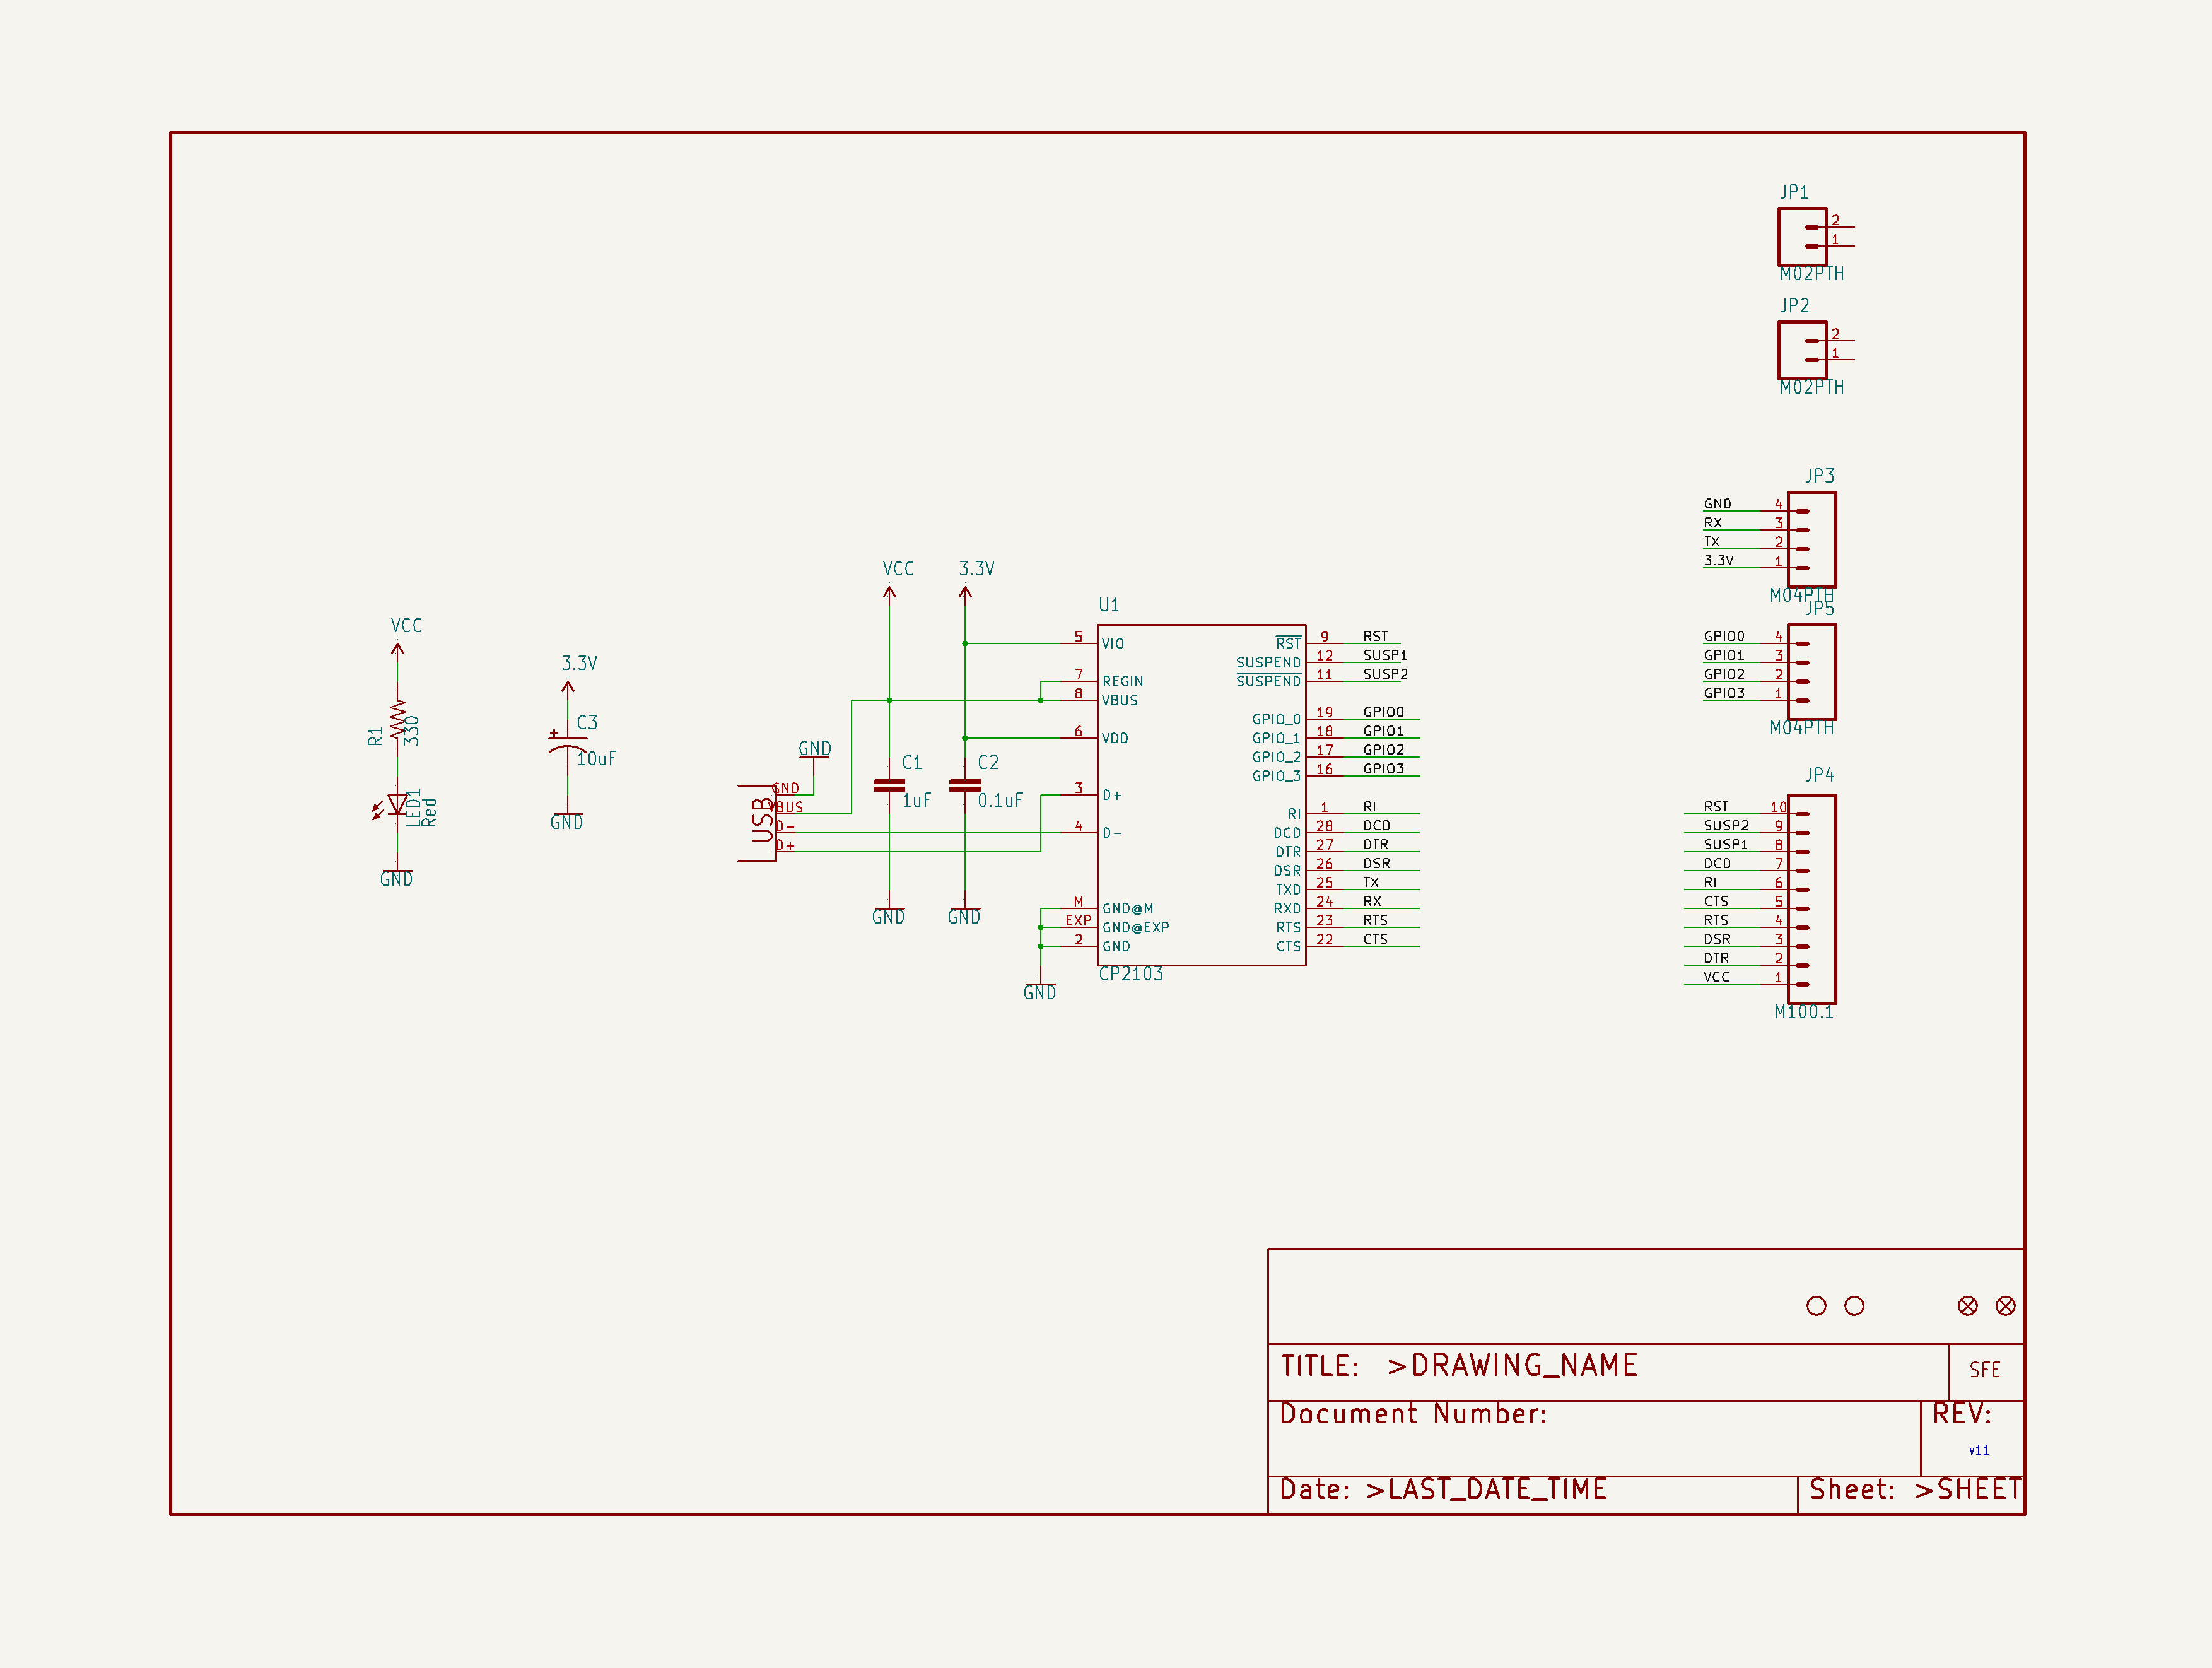 JP1
2
1
M02PTH
JP2
2
1
M02PTH
JP3
GND 4
RX 3
TX 2
3.3V 1
M04PTH
JP5
GPIO0 4
GPIO1 3
GPIO2 2
GPIO3 1
M04PTH
JP4
RST 10
SUSP2 9
SUSP1 8
DCD 7
RI 6
CTS 5
RTS 4
DSR 3
DTR 2
VCC 1
M100.1
VCC
R1
330
LED1
Red
GND
3.3V
C3
10uF
GND
USB
GND
GND
VBUS
D-
D+
VCC
C1
1uF
GND
3.3V
C2
0.1uF
GND
U1
5 VIO
7 REGIN
8 VBUS
6 VDD
3 D+
4 D-
M GND@M
EXP GND@EXP
2 GND
GND
RST 9 RST
SUSPEND 12 SUSP1
SUSPEND 11 SUSP2
GPIO_0 19 GPIO0
GPIO_1 18 GPIO1
GPIO_2 17 GPIO2
GPIO_3 16 GPIO3
RI 1 RI
DCD 28 DCD
DTR 27 DTR
DSR 26 DSR
TXD 25 TX
RXD 24 RX
RTS 23 RTS
CTS 22 CTS
CP2103
TITLE: >DRAWING_NAME
SFE
Document Number:
REV:
v11
Date: >LAST_DATE_TIME
Sheet: >SHEET